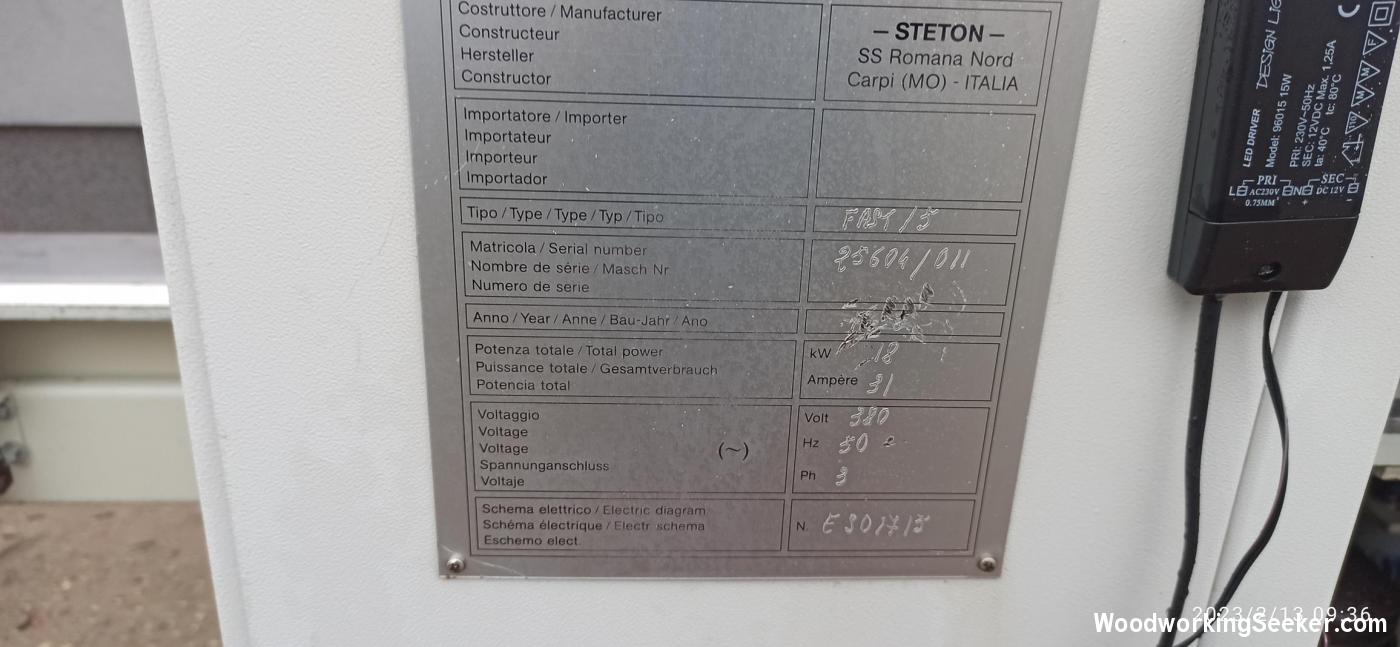 Costruttore / Manufacturer
Constructeur
Hersteller
Constructor
— STETON —
SS Romana Nord
Carpi (MO) - ITALIA
Importatore / Importer
Importateur
Importeur
Importador
Tipo / Type / Type / Typ / Tipo
FAST / 5
Matricola / Serial number
Nombre de série / Masch Nr
Numero de serie
25604/011
Anno / Year / Anne / Bau-Jahr / Ano
Potenza totale / Total power
Puissance totale / Gesamtverbrauch
Potencia total
kW 18
Ampère 31
Voltaggio
Voltage
Voltage
Spannunganschluss
Voltaje
(~)
Volt 380
Hz 50
Ph 3
Schema elettrico / Electric diagram
Schéma électrique / Electr. schema
Eschemo elect.
N.
LED DRIVER DESIGN
Model: 96015 15W
PRI: 230V~50Hz
SEC: 12VDC Max. 1,25A
ta: 40°C tc: 80°C
PRI SEC
L AC230V N DC 12V
0.75MM² + -
2023/3/13 09:36
WoodworkingSeeker.com